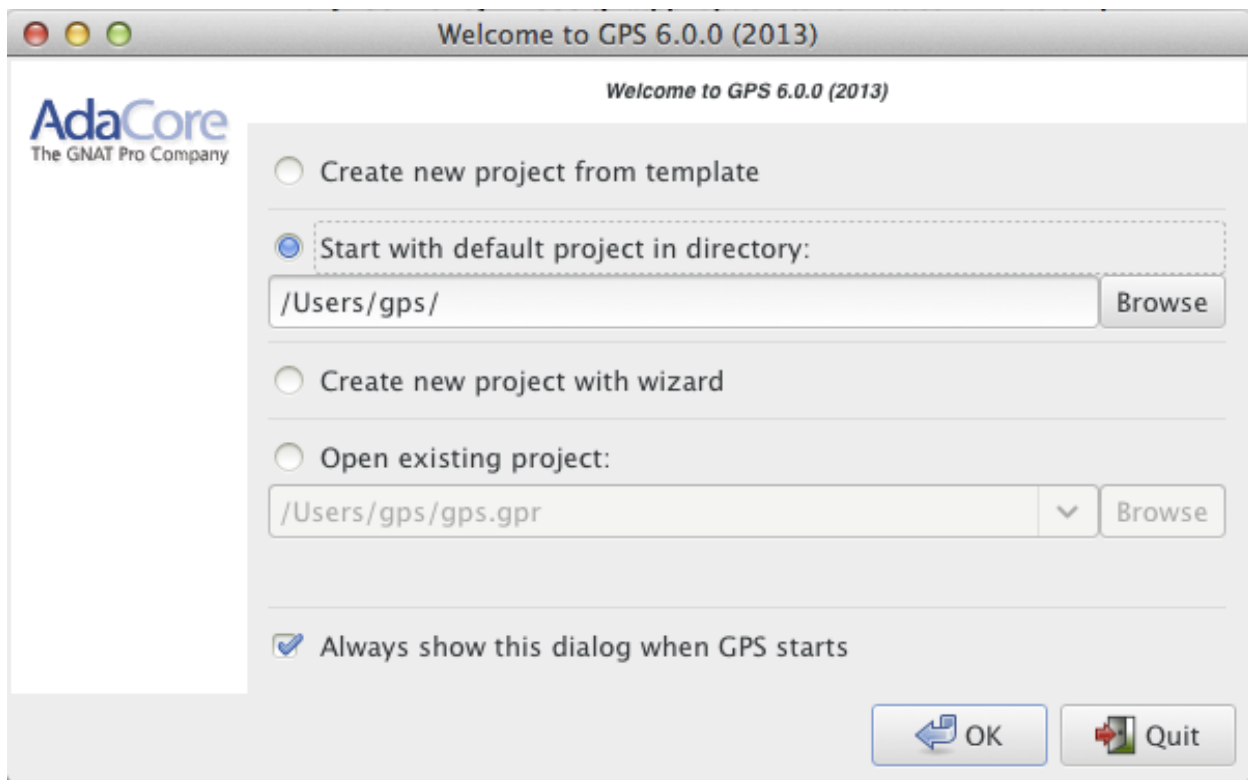 Welcome to GPS 6.0.0 (2013)
Welcome to GPS 6.0.0 (2013)
AdaCore
The GNAT Pro Company
Create new project from template
Start with default project in directory:
/Users/gps/ Browse
Create new project with wizard
Open existing project:
/Users/gps/gps.gpr Browse
Always show this dialog when GPS starts
OK Quit